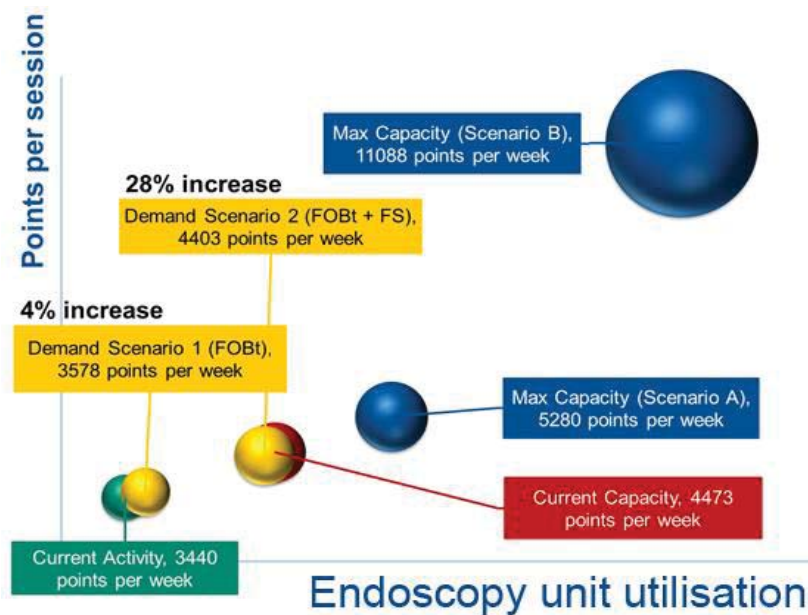 Points per session
Max Capacity (Scenario B),
11088 points per week
28% increase
Demand Scenario 2 (FOBt + FS),
4403 points per week
4% increase
Demand Scenario 1 (FOBt),
3578 points per week
Max Capacity (Scenario A),
5280 points per week
Current Capacity, 4473
points per week
Current Activity, 3440
points per week
Endoscopy unit utilisation